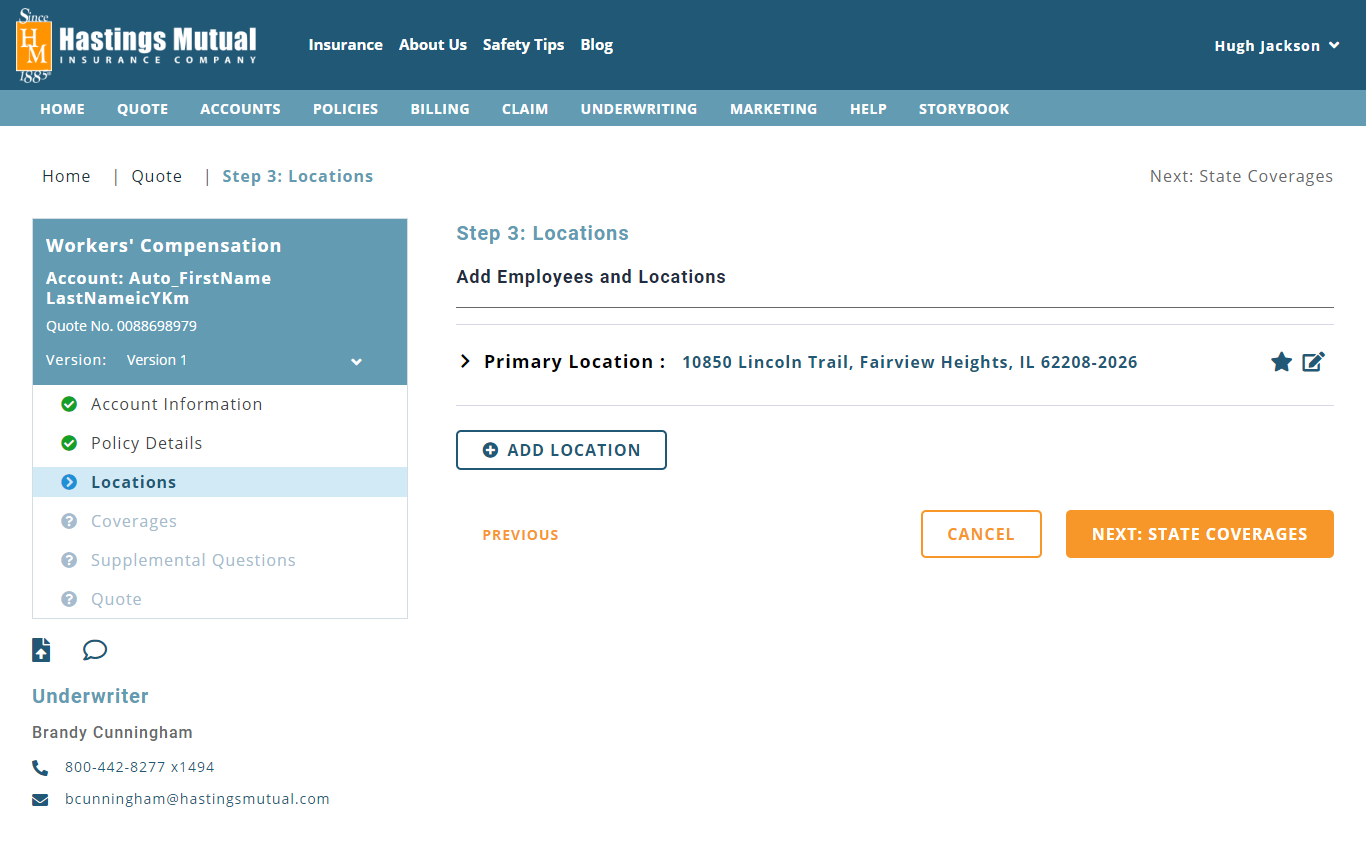 Since
HM
1885
Hastings Mutual
INSURANCE COMPANY
Insurance About Us Safety Tips Blog
Hugh Jackson
HOME QUOTE ACCOUNTS POLICIES BILLING CLAIM UNDERWRITING MARKETING HELP STORYBOOK
Home | Quote | Step 3: Locations
Next: State Coverages
Workers' Compensation
Account: Auto_FirstName
LastNameicYKm
Quote No. 0088698979
Version: Version 1
Account Information
Policy Details
Locations
Coverages
Supplemental Questions
Quote
Underwriter
Brandy Cunningham
800-442-8277 x1494
bcunningham@hastingsmutual.com
Step 3: Locations
Add Employees and Locations
Primary Location : 10850 Lincoln Trail, Fairview Heights, IL 62208-2026
ADD LOCATION
PREVIOUS
CANCEL
NEXT: STATE COVERAGES